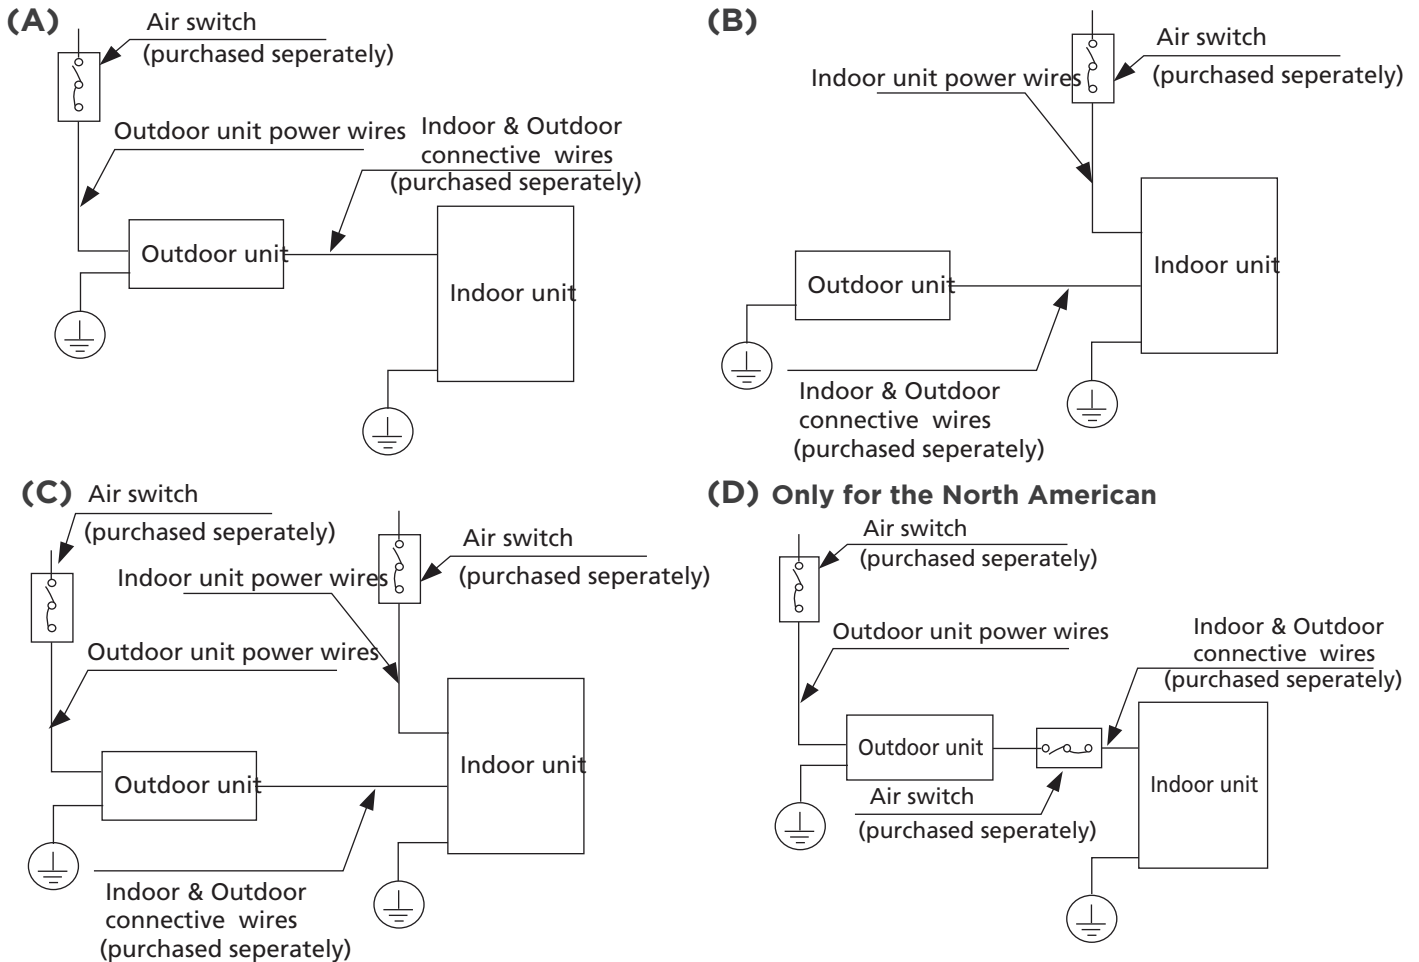 (A)
Air switch
(purchased seperately)
Outdoor unit power wires
Indoor & Outdoor
connective wires
(purchased seperately)
Outdoor unit
Indoor unit
(B)
Air switch
(purchased seperately)
Indoor unit power wires
Indoor unit
Outdoor unit
Indoor & Outdoor
connective wires
(purchased seperately)
(C)
Air switch
(purchased seperately)
Air switch
(purchased seperately)
Indoor unit power wires
Outdoor unit power wires
Indoor unit
Outdoor unit
Indoor & Outdoor
connective wires
(purchased seperately)
(D) Only for the North American
Air switch
(purchased seperately)
Outdoor unit power wires
Indoor & Outdoor
connective wires
(purchased seperately)
Outdoor unit
Indoor unit
Air switch
(purchased seperately)